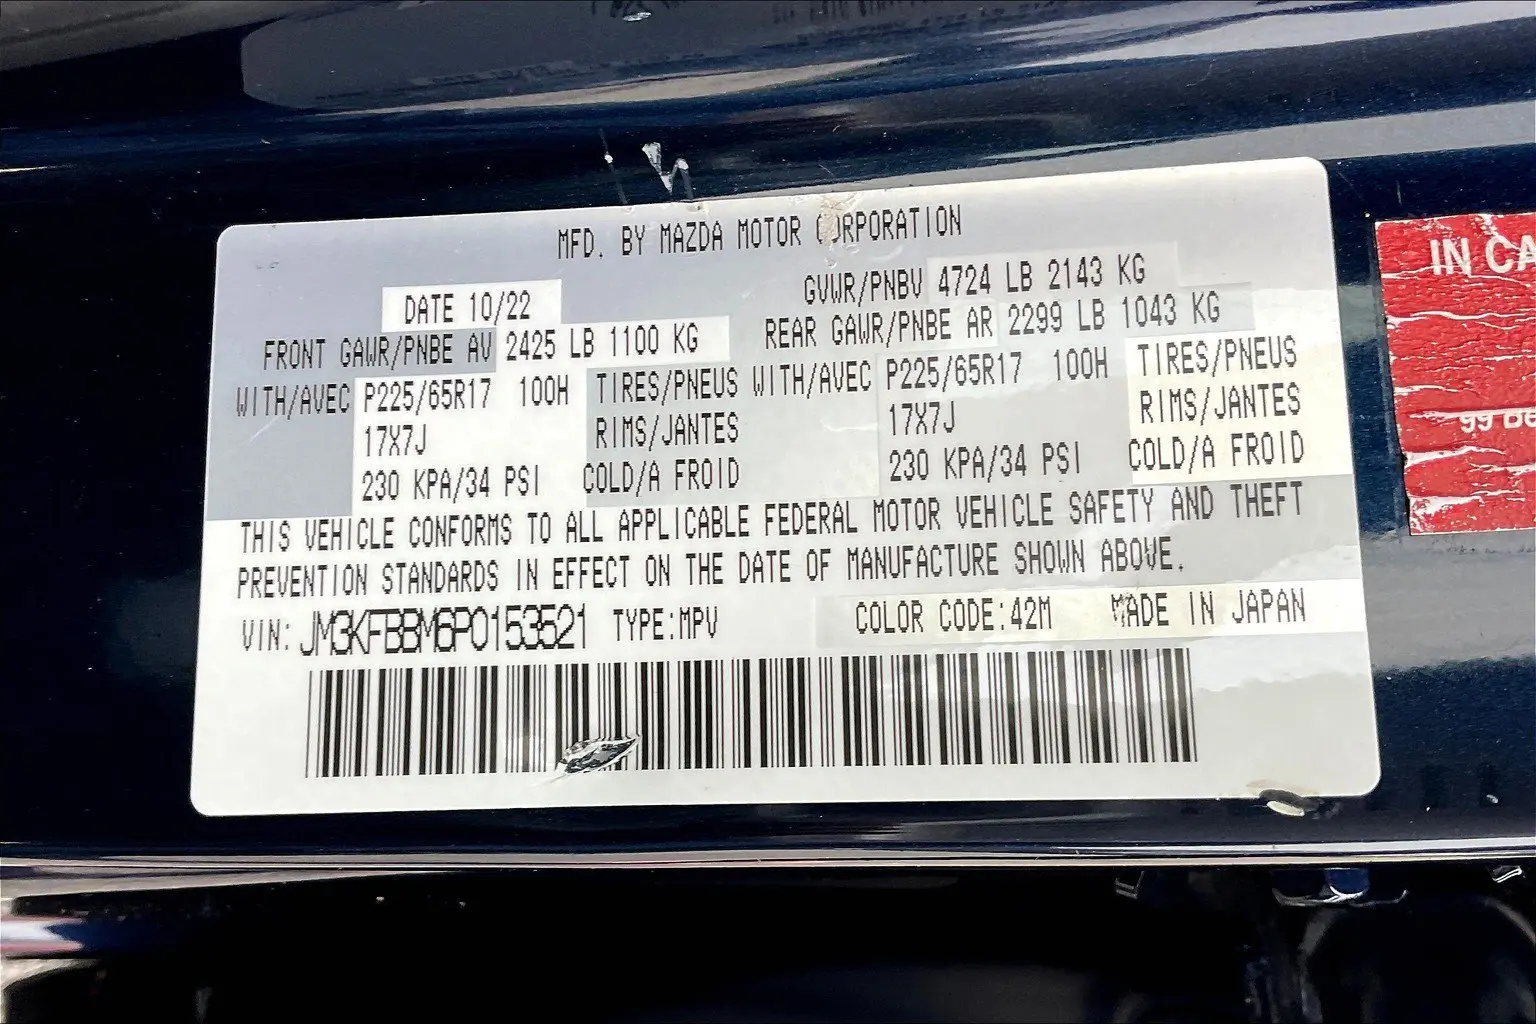 MFD. BY MAZDA MOTOR CORPORATION
DATE 10/22
GVWR/PNBV 4724 LB 2143 KG
FRONT GAWR/PNBE AV 2425 LB 1100 KG
REAR GAWR/PNBE AR 2299 LB 1043 KG
WITH/AVEC P225/65R17 100H TIRES/PNEUS WITH/AVEC P225/65R17 100H TIRES/PNEUS
17X7J RIMS/JANTES 17X7J RIMS/JANTES
230 KPA/34 PSI COLD/A FROID 230 KPA/34 PSI COLD/A FROID
THIS VEHICLE CONFORMS TO ALL APPLICABLE FEDERAL MOTOR VEHICLE SAFETY AND THEFT
PREVENTION STANDARDS IN EFFECT ON THE DATE OF MANUFACTURE SHOWN ABOVE.
VIN: JM3KFBBM6P0153521 TYPE:MPV COLOR CODE:42M MADE IN JAPAN
IN